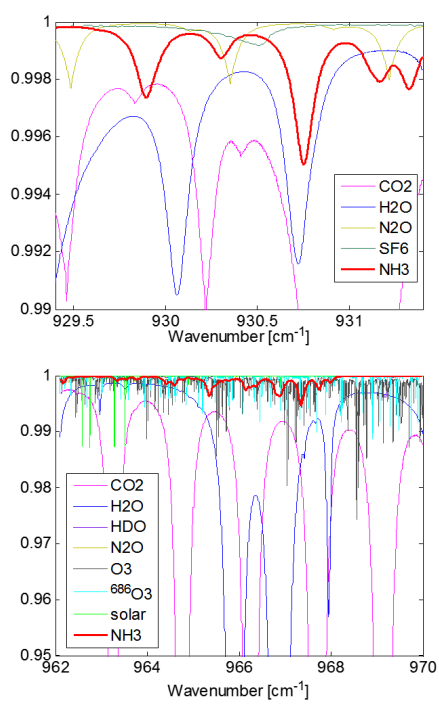 1
0.998
0.996
0.994
0.992
0.99
929.5
930
930.5
931
Wavenumber [cm-1]
CO2
H2O
N2O
SF6
NH3
1
0.99
0.98
0.97
0.96
0.95
962
964
966
968
970
Wavenumber [cm-1]
CO2
H2O
HDO
N2O
O3
686O3
solar
NH3